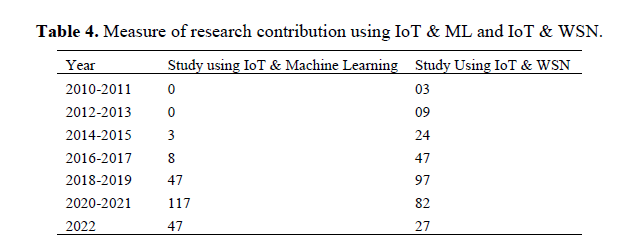 Table 4. Measure of research contribution using IoT & ML and IoT & WSN.
Year Study using IoT & Machine Learning Study Using IoT & WSN
2010-2011 0 03
2012-2013 0 09
2014-2015 3 24
2016-2017 8 47
2018-2019 47 97
2020-2021 117 82
2022 47 27